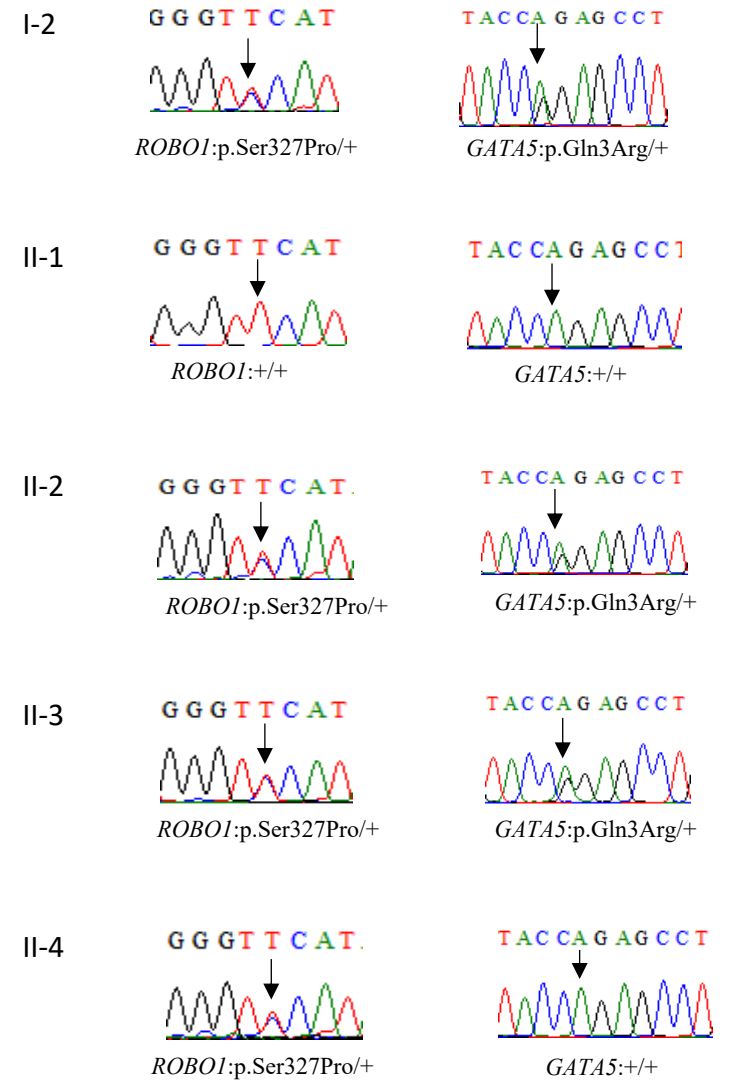 I-2
G G G T T C A T
T A C C A G A G C C T
ROBO1:p.Ser327Pro/+
GATA5:p.Gln3Arg/+
II-1
G G G T T C A T
T A C C A G A G C C T
ROBO1:+/+
GATA5:+/+
II-2
G G G T T C A T
T A C C A G A G C C T
ROBO1:p.Ser327Pro/+
GATA5:p.Gln3Arg/+
II-3
G G G T T C A T
T A C C A G A G C C T
ROBO1:p.Ser327Pro/+
GATA5:p.Gln3Arg/+
II-4
G G G T T C A T
T A C C A G A G C C T
ROBO1:p.Ser327Pro/+
GATA5:+/+